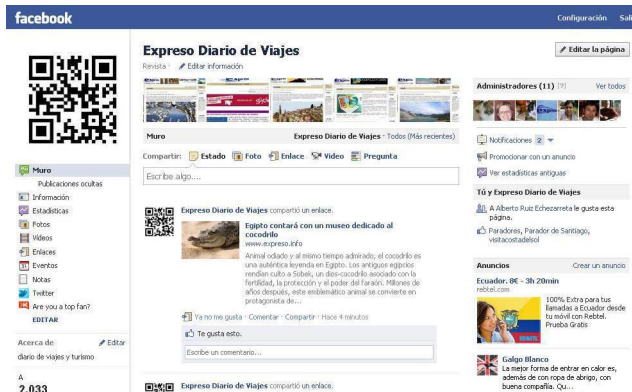 facebook
Configuración Sali
Expreso Diario de Viajes
Editar la página
Revista · Editar información
Administradores (11) [?] Ver todos
Muro
Expreso Diario de Viajes · Todos (Más recientes)
Compartir: Estado Foto Enlace Video Pregunta
Escribe algo....
Notificaciones 2
Promocionar con un anuncio
Ver estadísticas antiguas
Muro
Publicaciones ocultas
Información
Estadísticas
Fotos
Vídeos
Enlaces
Eventos
Notas
Twitter
Are you a top fan?
EDITAR
Acerca de Editar
diario de viajes y turismo
A
2.033
Expreso Diario de Viajes compartió un enlace.
Egipto contará con un museo dedicado al
cocodrilo
www.expreso.info
Animal odiado y al mismo tiempo admirado, el cocodrilo es
una auténtica leyenda en Egipto. Los antiguos egipcios
rendían culto a Sobek, un dios-cocodrilo asociado con la
fertilidad, la protección y el poder del faraón. Millones de
años después, este emblemático animal se convierte en
protagonista de...
Ya no me gusta · Comentar · Compartir · Hace 4 minutos
Te gusta esto.
Escribe un comentario...
Expreso Diario de Viajes compartió un enlace.
Tú y Expreso Diario de Viajes
A Alberto Ruiz Echezarreta le gusta esta
página.
Paradores, Parador de Santiago,
visitacostadelsol
Anuncios Crear un anuncio
Ecuador. 8€ - 3h 20min
rebtel.com
100% Extra para tus
llamadas a Ecuador desde
tu móvil con Rebtel.
Prueba Gratis
Galgo Blanco
La mejor forma de entrar en calor es,
además de con ropa de abrigo, con
buena compañía. Qu...